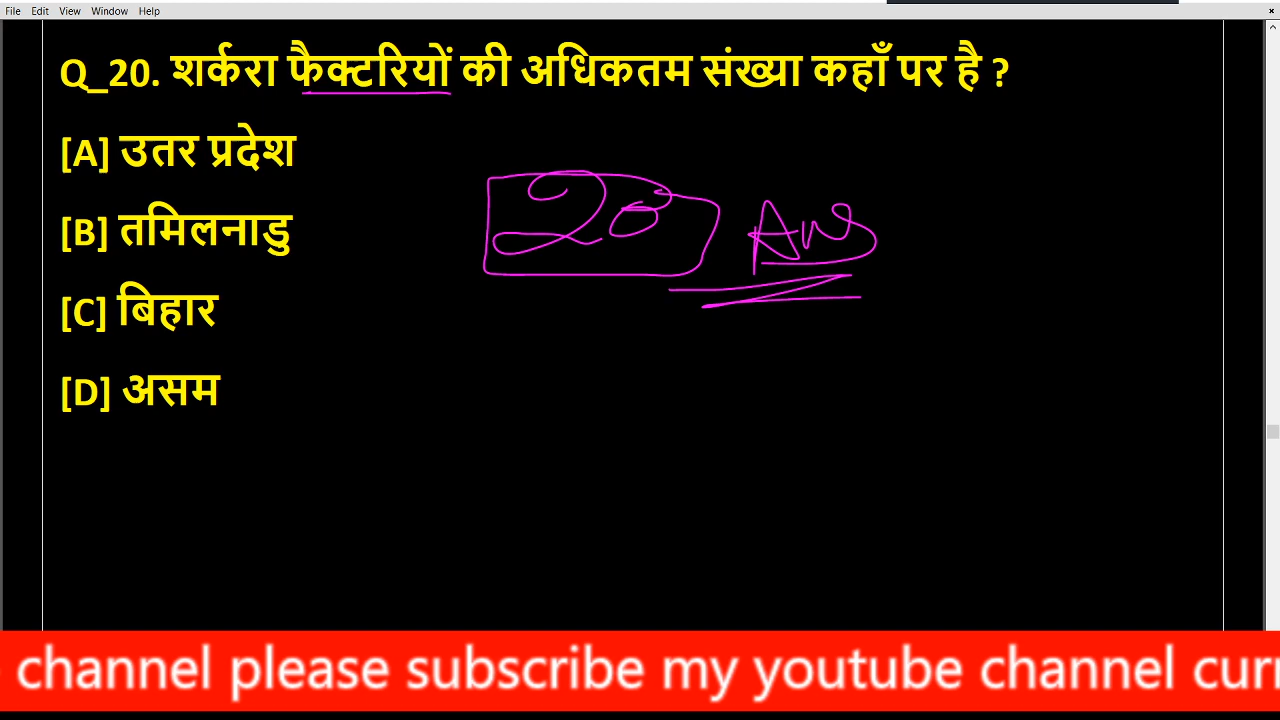 File Edit View Window Help
Q_20. शर्करा फैक्टरियों की अधिकतम संख्या कहाँ पर है ?
[A] उतर प्रदेश
20 Ans
[B] तमिलनाडु
[C] बिहार
[D] असम
channel please subscribe my youtube channel curr